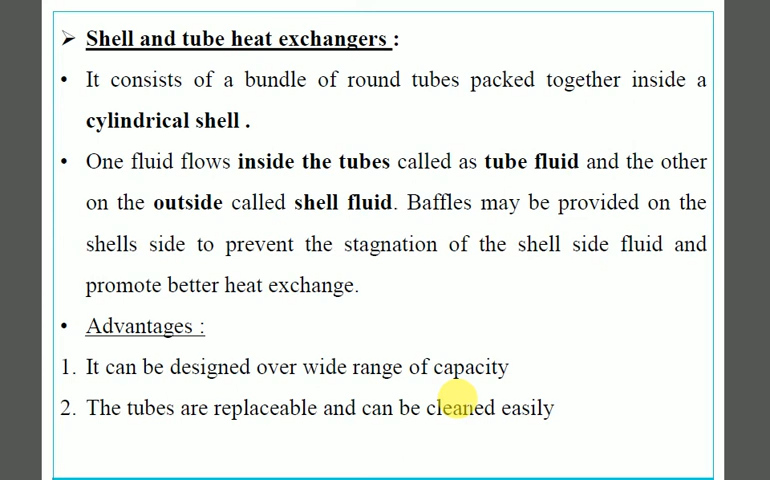 ➤ Shell and tube heat exchangers :
• It consists of a bundle of round tubes packed together inside a
cylindrical shell .
• One fluid flows inside the tubes called as tube fluid and the other
on the outside called shell fluid. Baffles may be provided on the
shells side to prevent the stagnation of the shell side fluid and
promote better heat exchange.
• Advantages :
1. It can be designed over wide range of capacity
2. The tubes are replaceable and can be cleaned easily